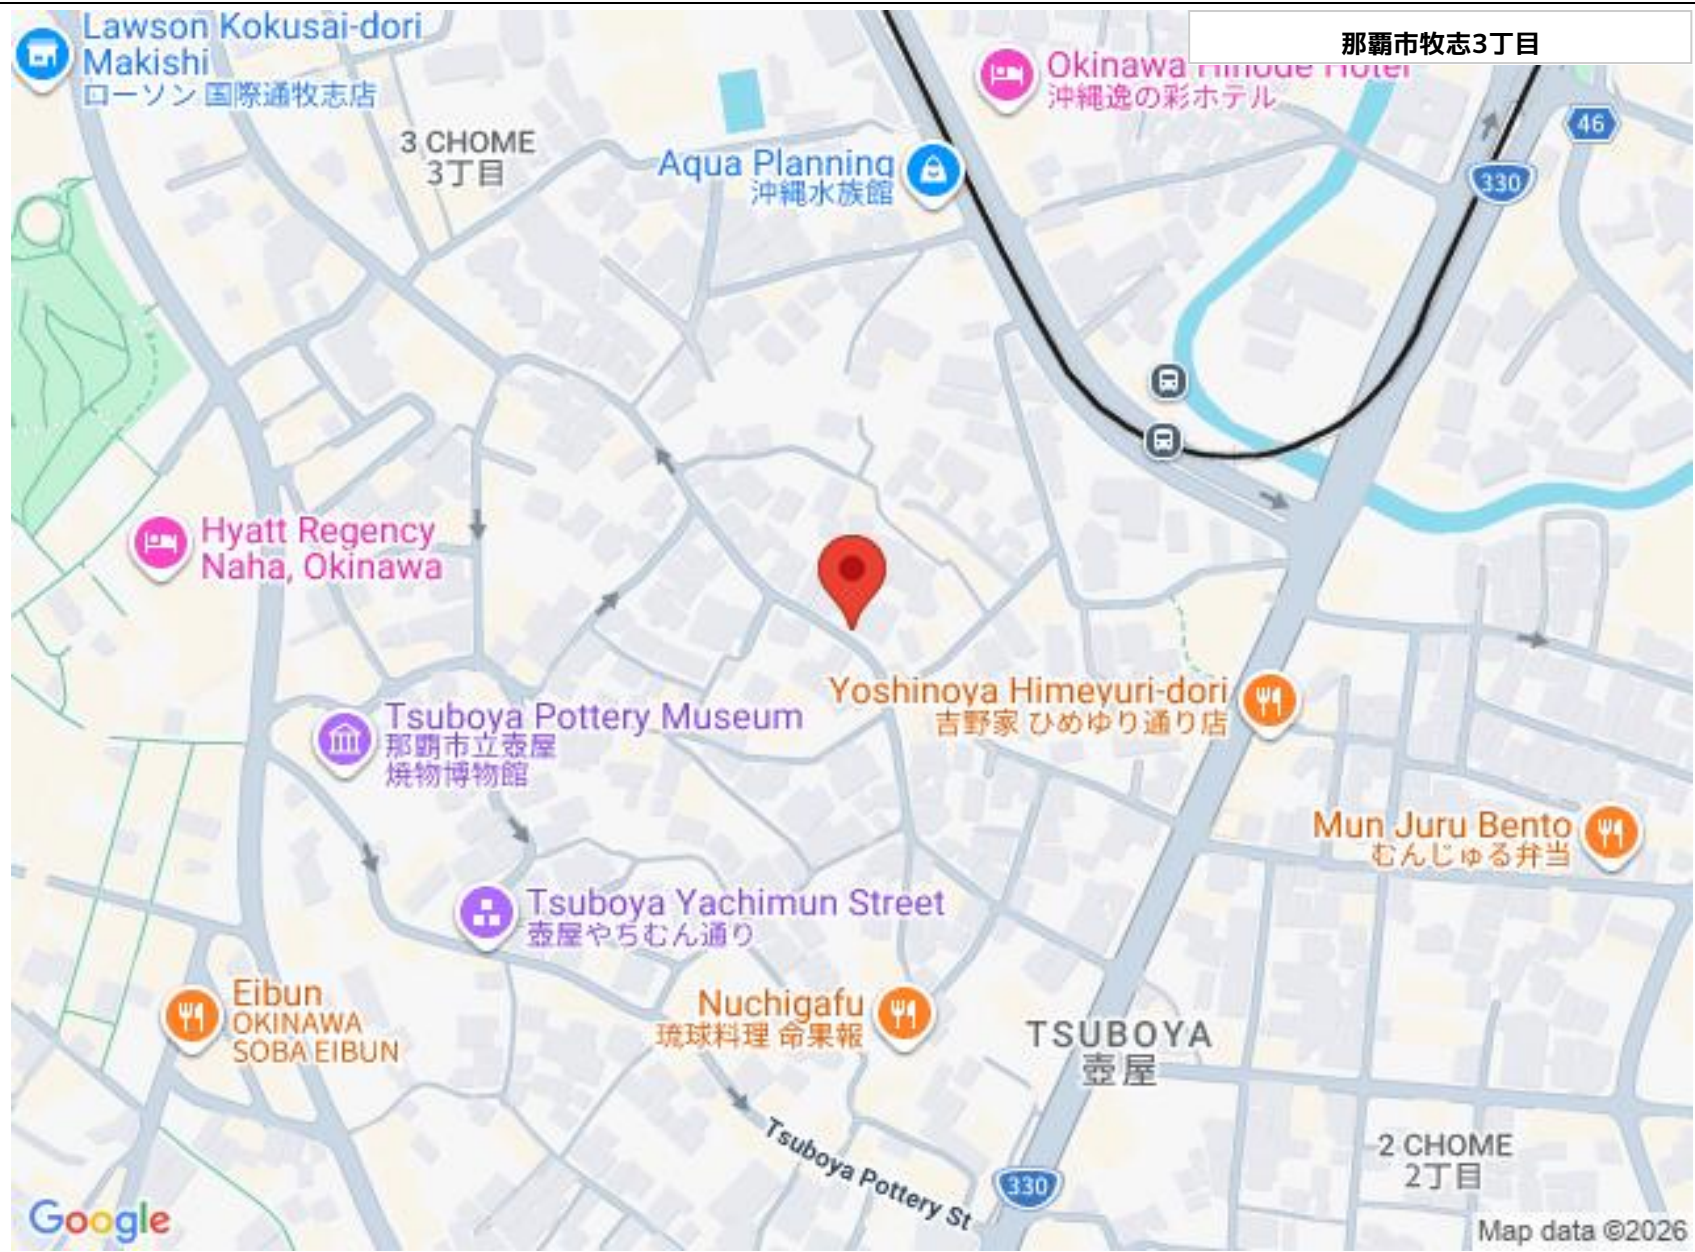 Lawson Kokusai-dori
Makishi
ローソン 国際通牧志店
那覇市牧志3丁目
Okinawa Hinode Hotel
沖縄逸の彩ホテル
46
3 CHOME
3丁目
Aqua Planning
沖縄水族館
330
Hyatt Regency
Naha, Okinawa
Yoshinoya Himeyuri-dori
吉野家 ひめゆり通り店
Tsuboya Pottery Museum
那覇市立壺屋
焼物博物館
Mun Juru Bento
むんじゅる弁当
Tsuboya Yachimun Street
壺屋やちむん通り
Eibun
OKINAWA
SOBA EIBUN
Nuchigafu
琉球料理 命果報
TSUBOYA
壺屋
Tsuboya Pottery St
330
2 CHOME
2丁目
Google
Map data ©2026